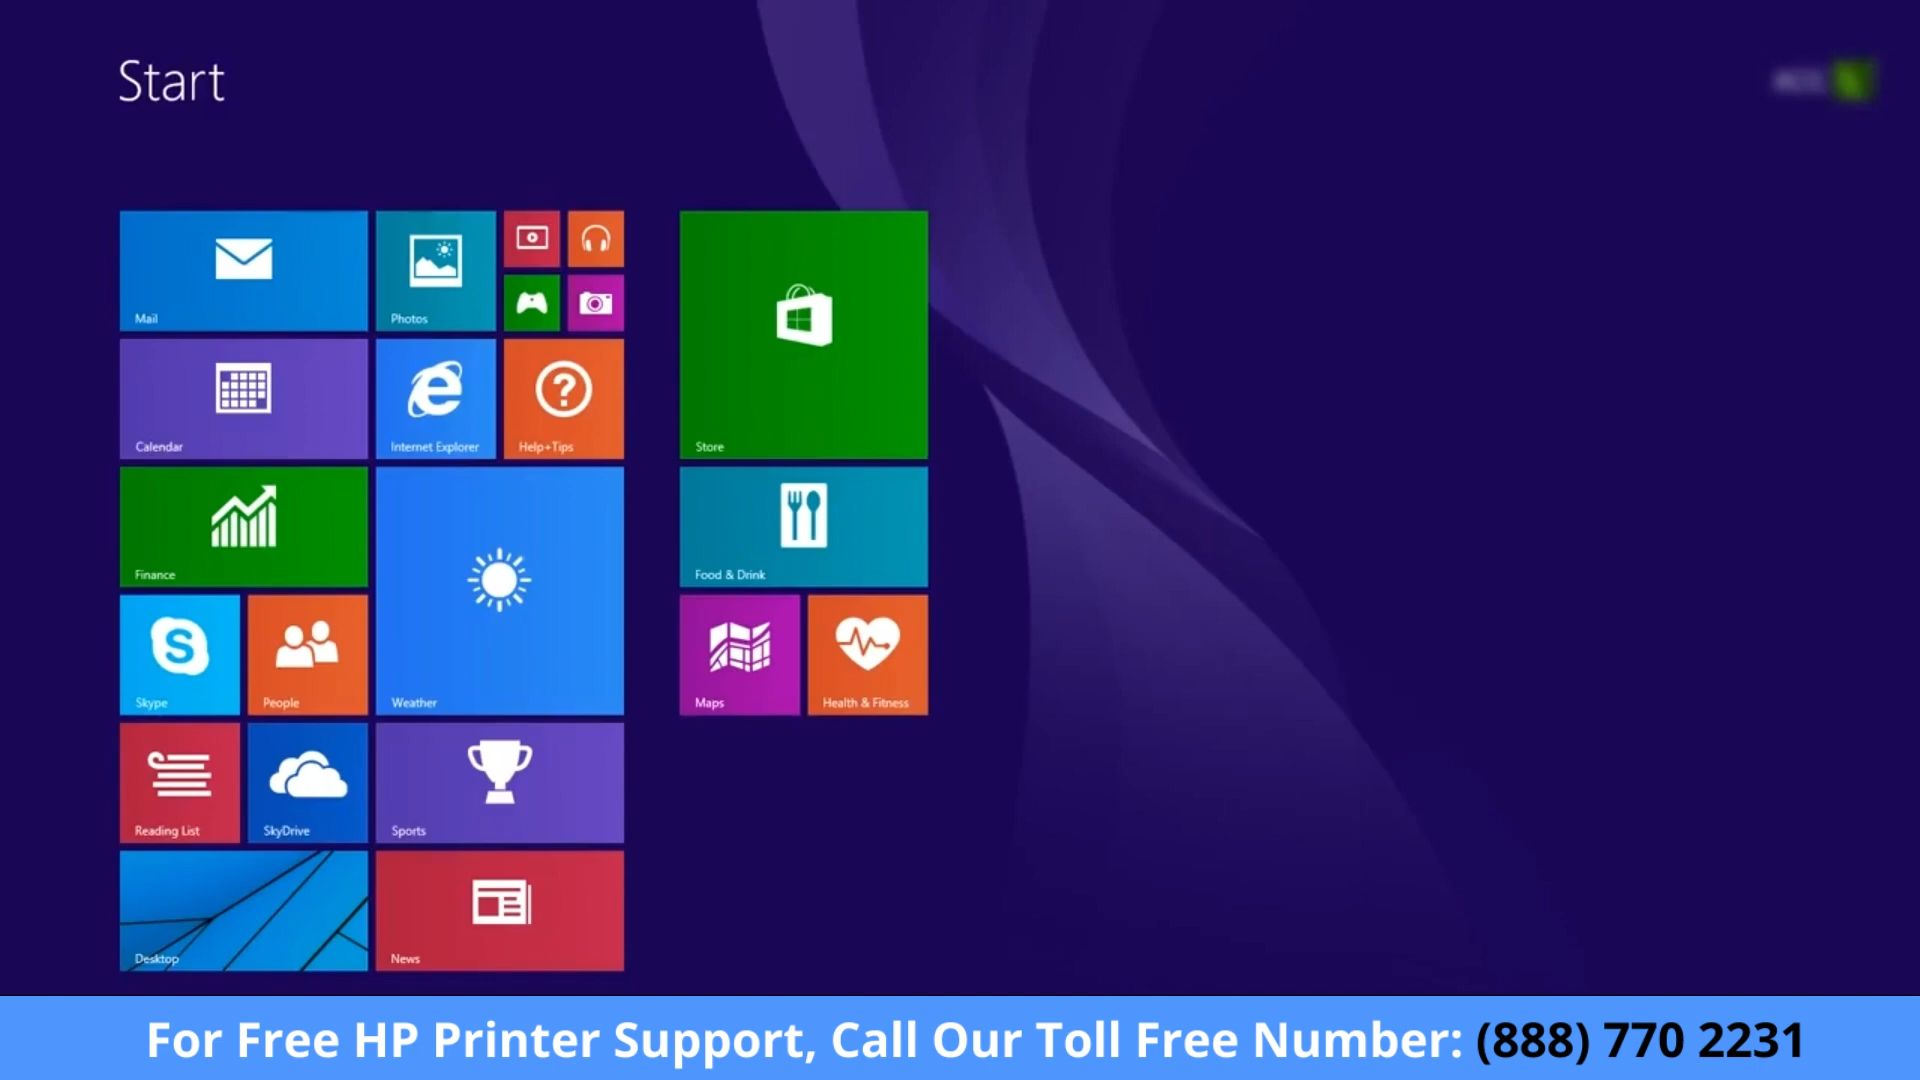 Start
Mail
Photos
Calendar
Internet Explorer
Help+Tips
Store
Finance
Food & Drink
Skype
People
Weather
Maps
Health & Fitness
Reading List
SkyDrive
Sports
Desktop
News
For Free HP Printer Support, Call Our Toll Free Number: (888) 770 2231